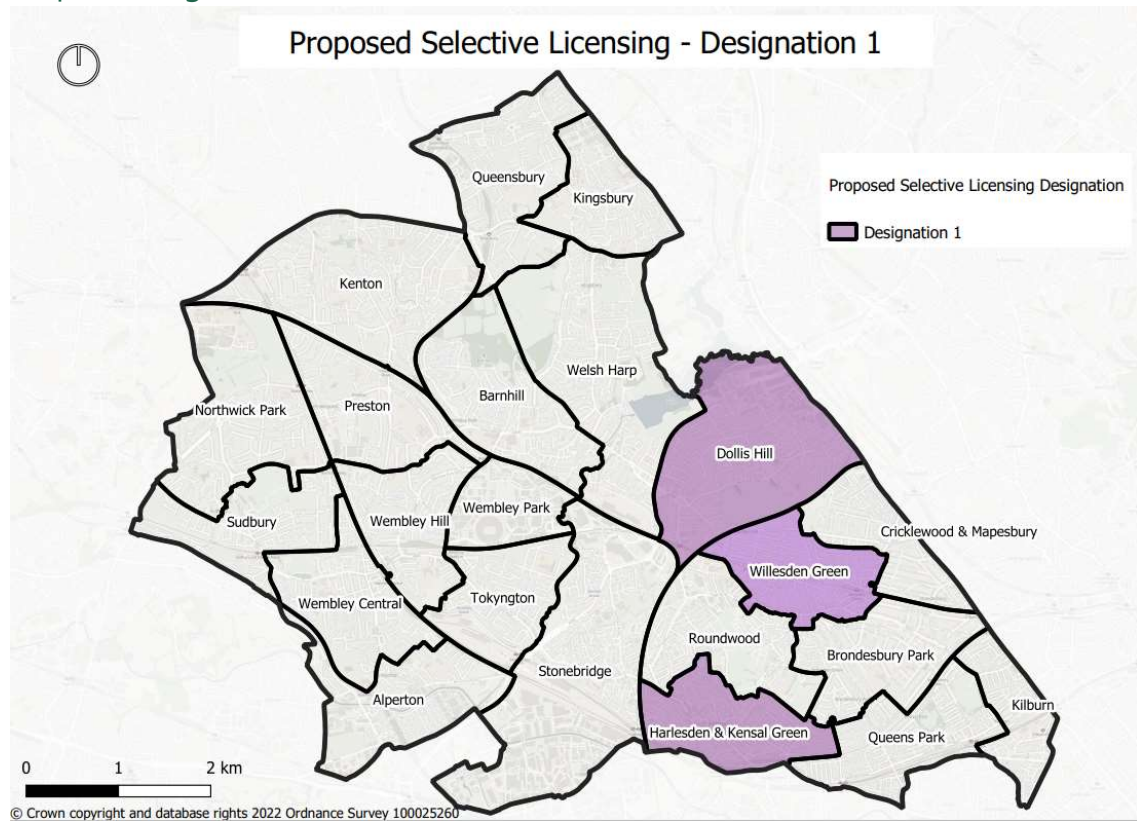 Proposed Selective Licensing - Designation 1
Queensbury
Kingsbury
Proposed Selective Licensing Designation
Designation 1
Kenton
Welsh Harp
Barnhill
Preston
Northwick Park
Dollis Hill
Wembley Park
Wembley Hill
Sudbury
Cricklewood & Mapesbury
Willesden Green
Wembley Central
Tokyngton
Roundwood
Brondesbury Park
Stonebridge
Alperton
Kilburn
Harlesden & Kensal Green
Queens Park
0 1 2 km
© Crown copyright and database rights 2022 Ordnance Survey 100025260